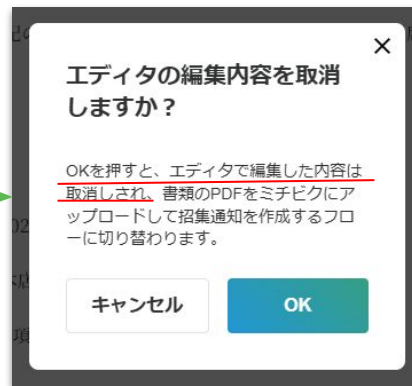 エディタの編集内容を取消
しますか？
OKを押すと、エディタで編集した内容は
取消しされ、書類のPDFをミチビクにア
ップロードして招集通知を作成するフロ
ーに切り替わります。
キャンセル
OK